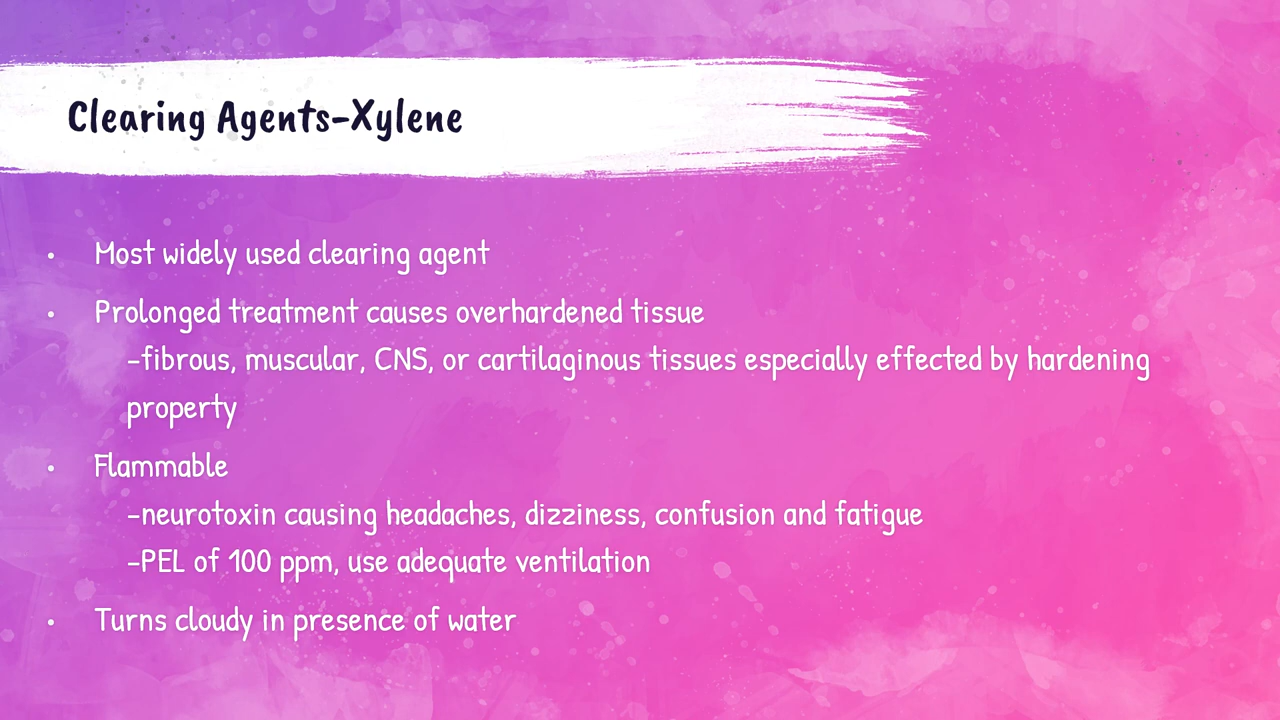 Clearing Agents-Xylene
• Most widely used clearing agent
• Prolonged treatment causes overhardened tissue
-fibrous, muscular, CNS, or cartilaginous tissues especially effected by hardening
property
• Flammable
-neurotoxin causing headaches, dizziness, confusion and fatigue
-PEL of 100 ppm, use adequate ventilation
• Turns cloudy in presence of water